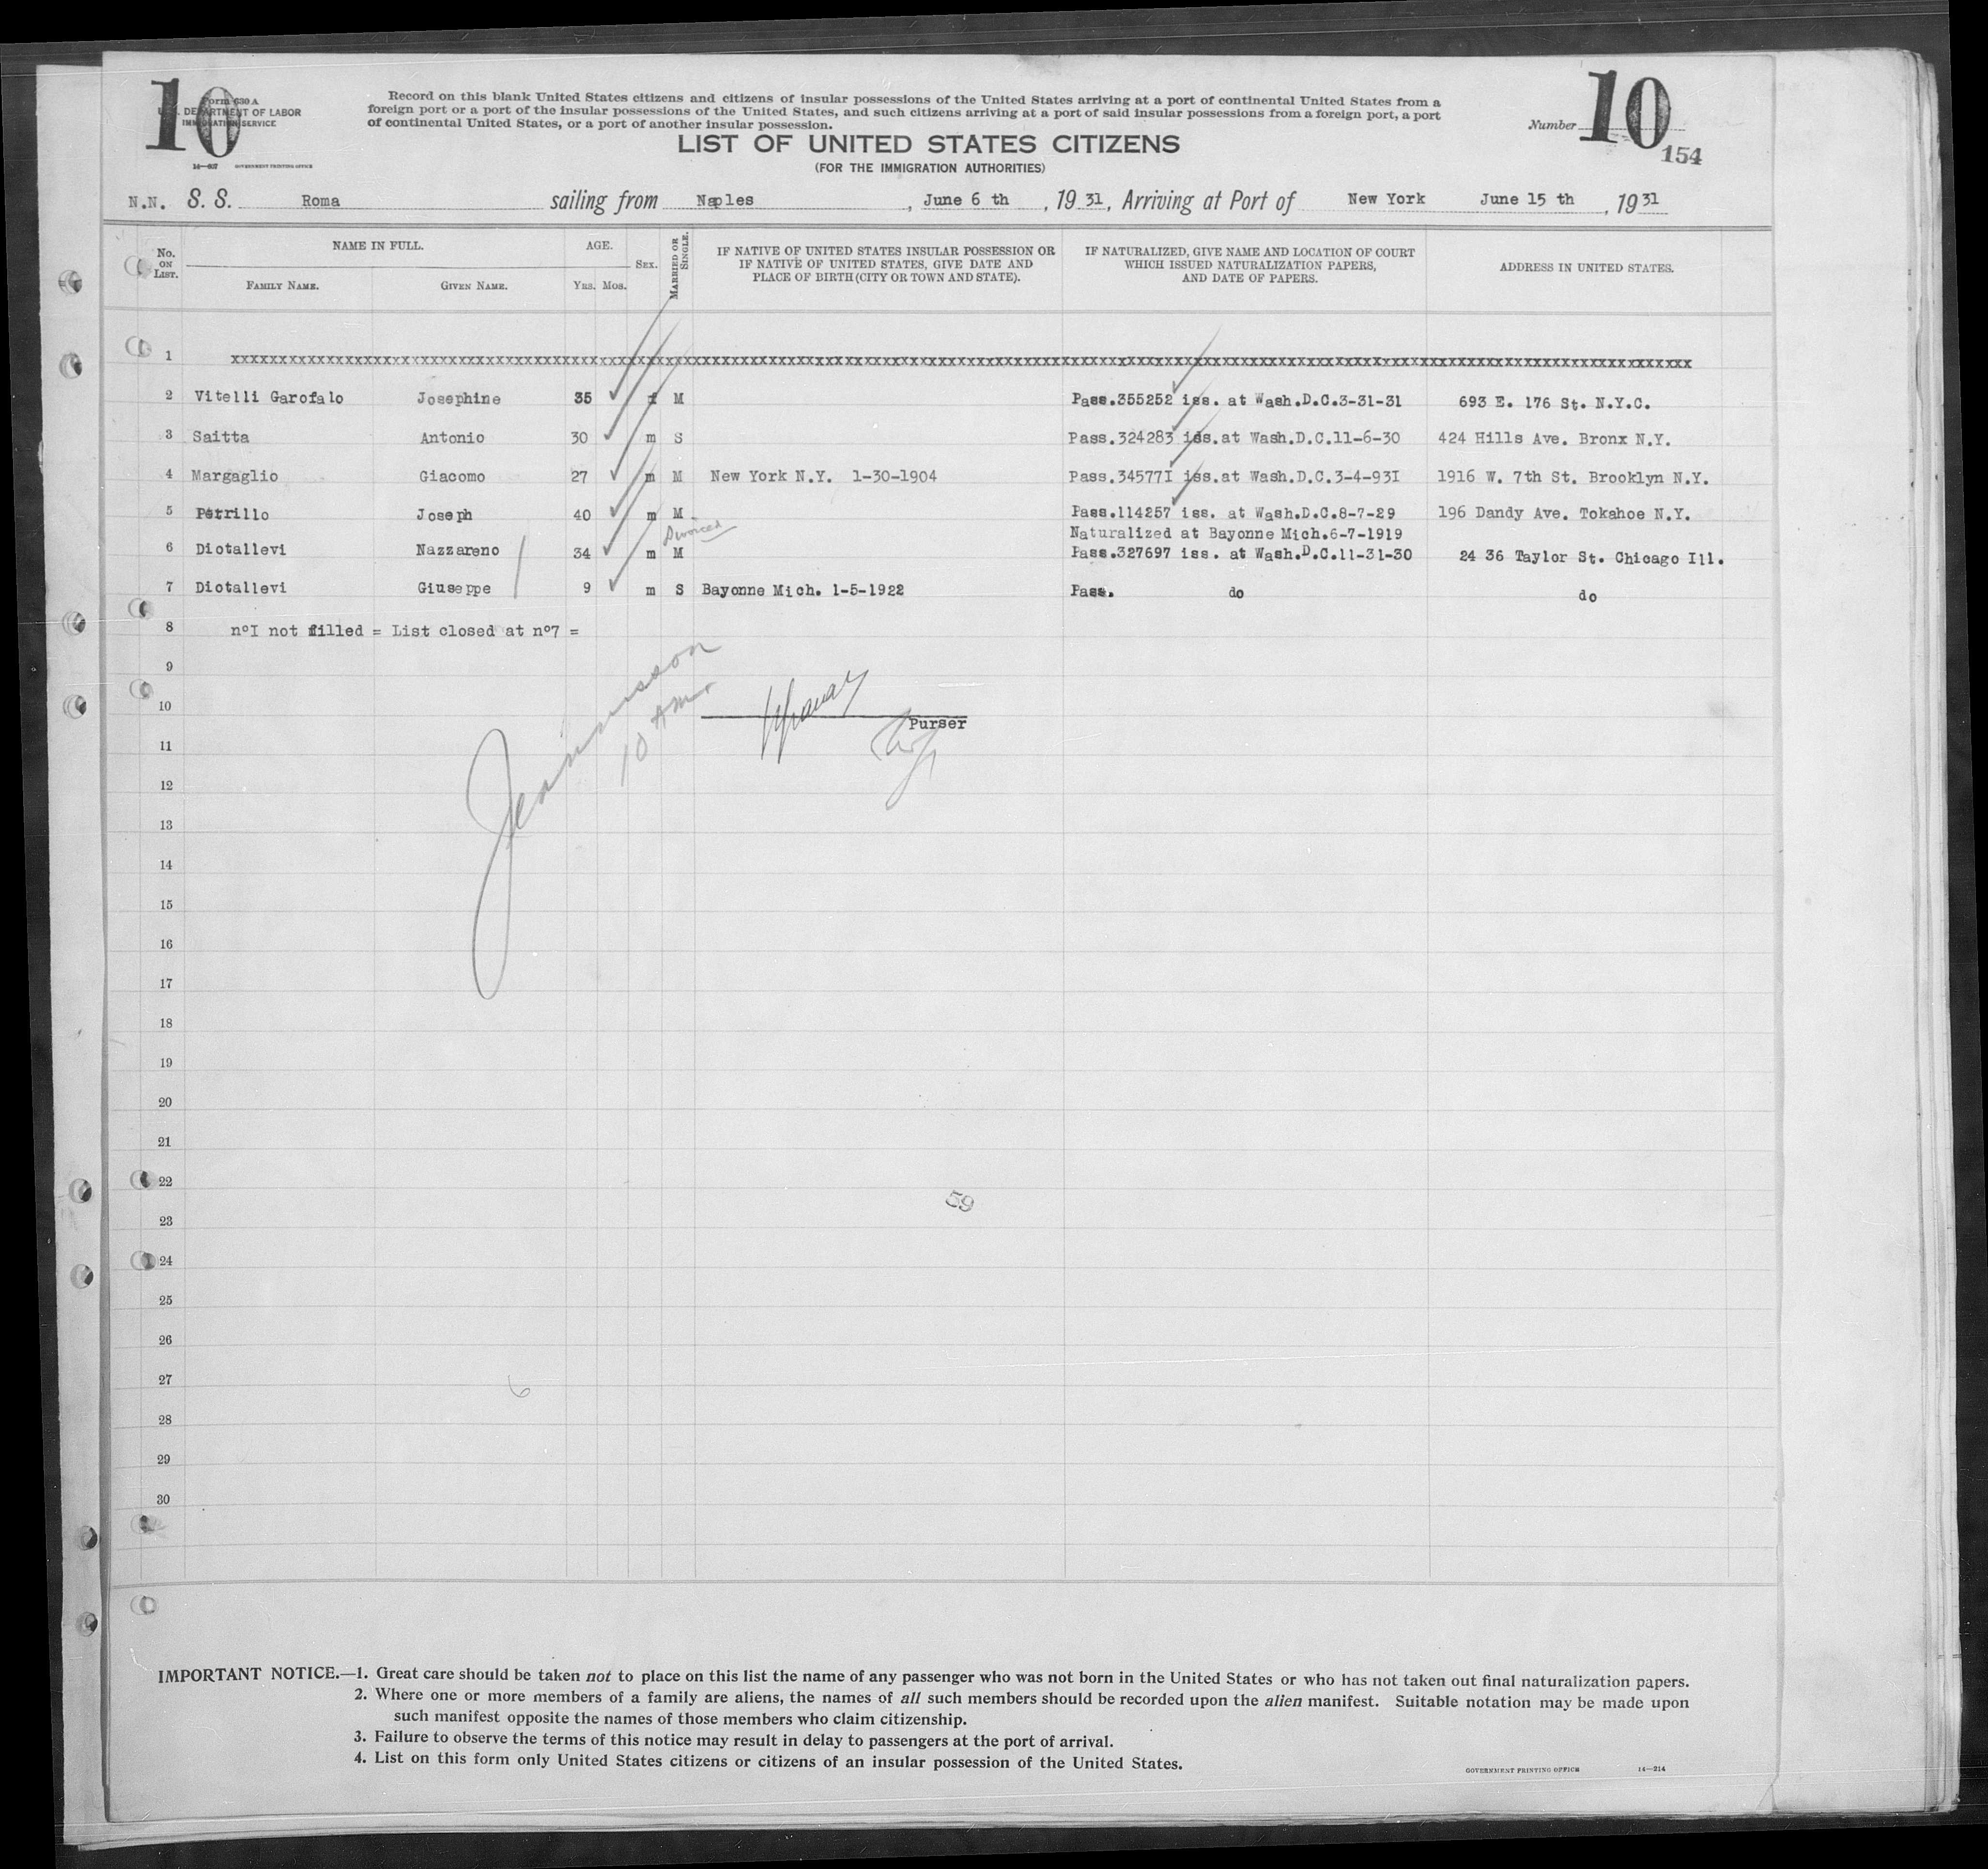 10
Form 630 A
U.S. DEPARTMENT OF LABOR
IMMIGRATION SERVICE
14—607 GOVERNMENT PRINTING OFFICE
Record on this blank United States citizens and citizens of insular possessions of the United States arriving at a port of continental United States from a
foreign port or a port of the insular possessions of the United States, and such citizens arriving at a port of said insular possessions from a foreign port, a port
of continental United States, or a port of another insular possession.
Number 10
154
LIST OF UNITED STATES CITIZENS
(FOR THE IMMIGRATION AUTHORITIES)
N.N. S. S. Roma sailing from Naples , June 6 th , 19 31, Arriving at Port of New York June 15 th , 19 31
No. ON LIST. NAME IN FULL. FAMILY NAME. GIVEN NAME. AGE. YRS. MOS. SEX. MARRIED OR SINGLE. IF NATIVE OF UNITED STATES INSULAR POSSESSION OR IF NATIVE OF UNITED STATES, GIVE DATE AND PLACE OF BIRTH (CITY OR TOWN AND STATE). IF NATURALIZED, GIVE NAME AND LOCATION OF COURT WHICH ISSUED NATURALIZATION PAPERS, AND DATE OF PAPERS. ADDRESS IN UNITED STATES.
1
2 Vitelli Garofalo Josephine 35 f M Pass.355252 iss. at Wash.D.C.3-31-31 693 E. 176 St. N.Y.C.
3 Saitta Antonio 30 m S Pass.324283 iss.at Wash.D.C.11-6-30 424 Hills Ave. Bronx N.Y.
4 Margaglio Giacomo 27 m M New York N.Y. 1-30-1904 Pass.34577I iss.at Wash.D.C.3-4-93I 1916 W. 7th St. Brooklyn N.Y.
5 Petrillo Joseph 40 m M Pass.114257 iss. at Wash.D.C.8-7-29 196 Dandy Ave. Tokahoe N.Y.
Divorced Naturalized at Bayonne Mich.6-7-1919
6 Diotallevi Nazzareno 34 m M Pass.327697 iss. at Wash.D.C.11-31-30 24 36 Taylor St. Chicago Ill.
7 Diotallevi Giuseppe 9 m S Bayonne Mich. 1-5-1922 Pass. do do
8 nºI not filled = List closed at nº7 =
9
10
Purser
10 AM
11
12
13
14
15
16
17
18
19
20
21
22
59
23
24
25
26
27
6
28
29
30
IMPORTANT NOTICE.—1. Great care should be taken not to place on this list the name of any passenger who was not born in the United States or who has not taken out final naturalization papers.
2. Where one or more members of a family are aliens, the names of all such members should be recorded upon the alien manifest. Suitable notation may be made upon
such manifest opposite the names of those members who claim citizenship.
3. Failure to observe the terms of this notice may result in delay to passengers at the port of arrival.
4. List on this form only United States citizens or citizens of an insular possession of the United States.
GOVERNMENT PRINTING OFFICE 14—214